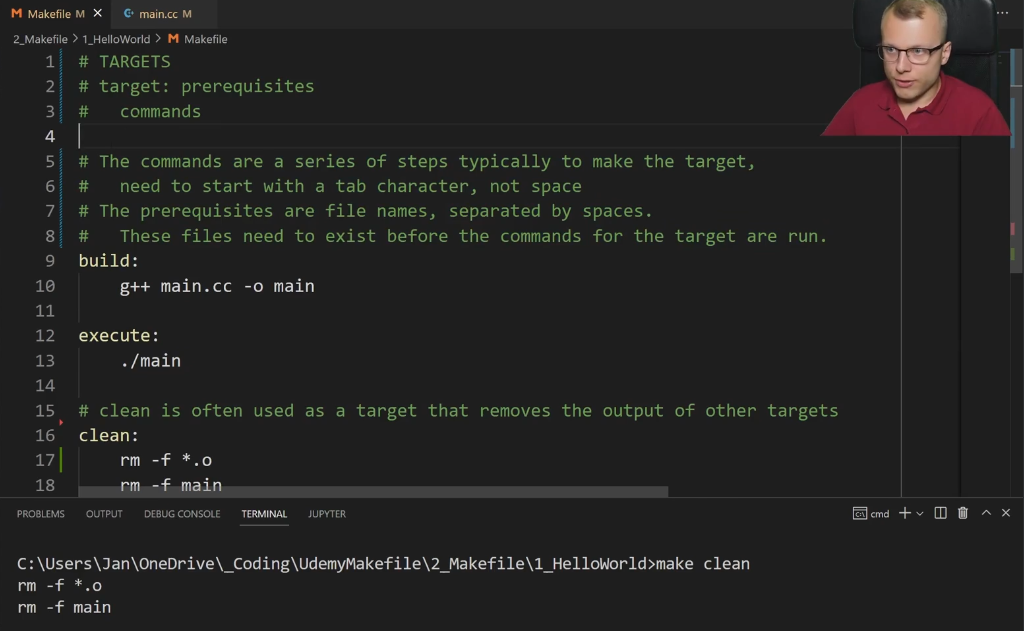 Makefile M
main.cc M
2_Makefile > 1_HelloWorld > Makefile
1 # TARGETS
2 # target: prerequisites
3 #   commands
4
5 # The commands are a series of steps typically to make the target,
6 #   need to start with a tab character, not space
7 # The prerequisites are file names, separated by spaces.
8 #   These files need to exist before the commands for the target are run.
9 build:
10     g++ main.cc -o main
11
12 execute:
13     ./main
14
15 # clean is often used as a target that removes the output of other targets
16 clean:
17     rm -f *.o
18     rm -f main
PROBLEMS OUTPUT DEBUG CONSOLE TERMINAL JUPYTER cmd
C:\Users\Jan\OneDrive\_Coding\UdemyMakefile\2_Makefile\1_HelloWorld>make clean
rm -f *.o
rm -f main